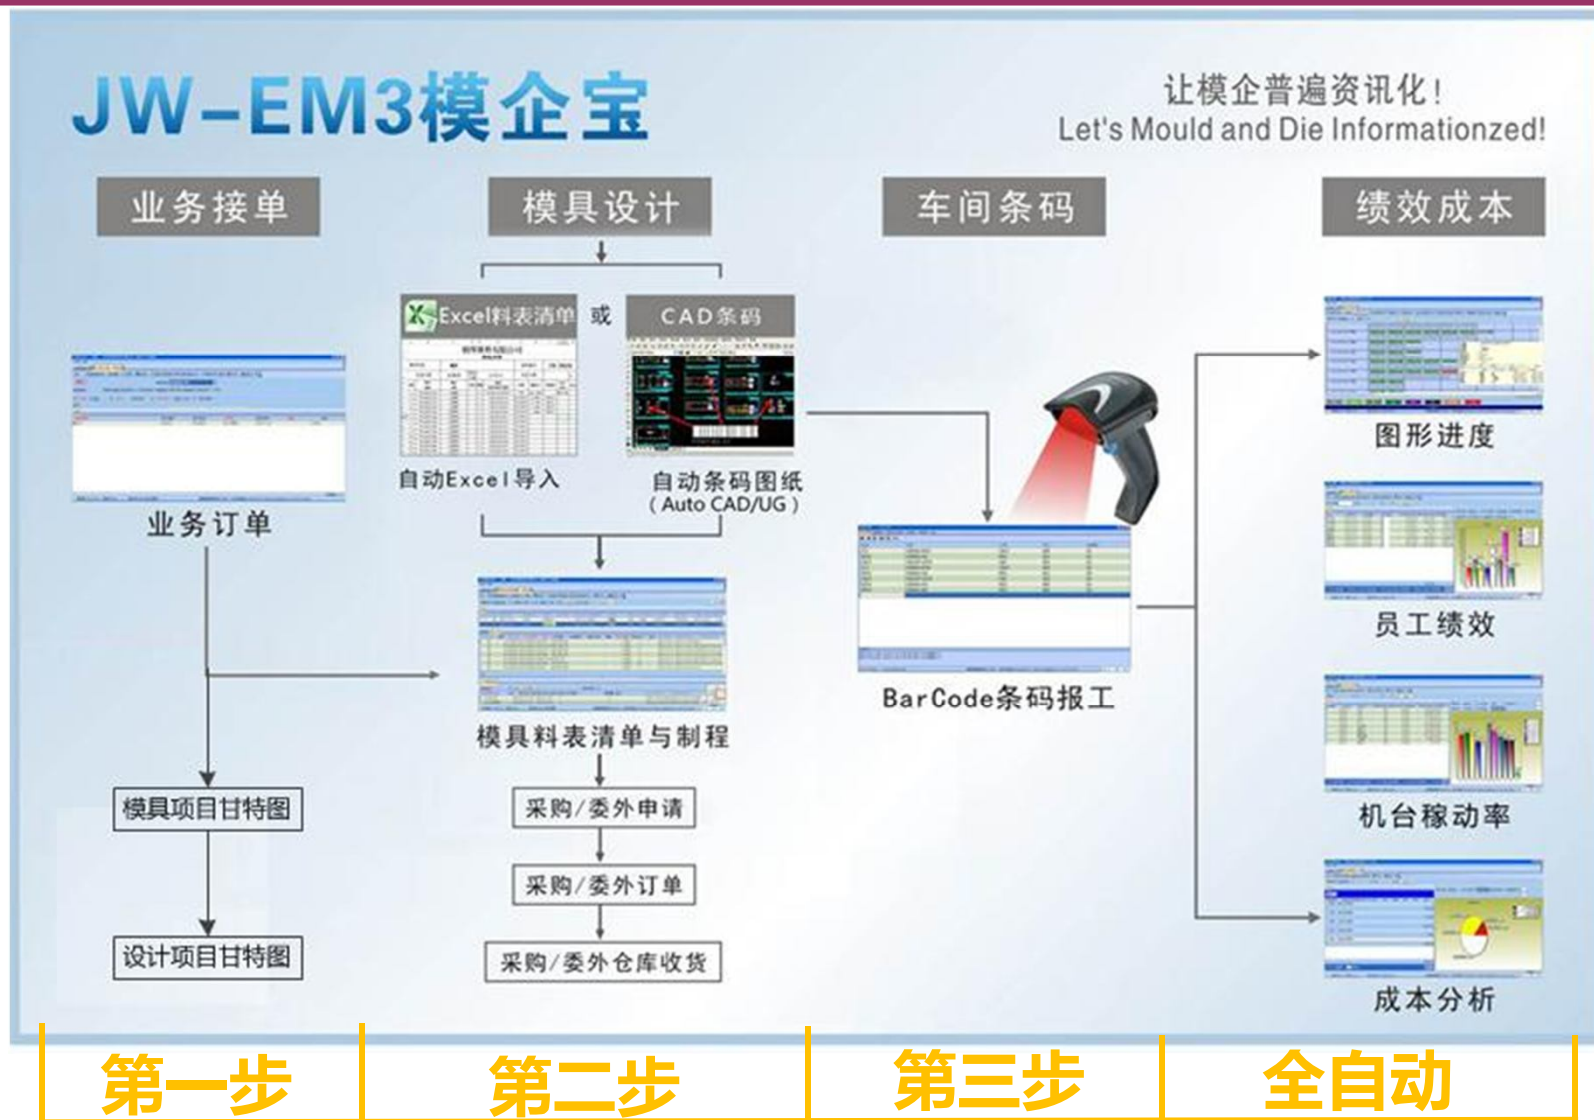 JW-EM3模企宝
让模企普遍资讯化!
Let's Mould and Die Informationzed!
业务接单
模具设计
车间条码
绩效成本
Excel料表清单
或
CAD条码
自动Excel导入
自动条码图纸
(Auto CAD/UG)
业务订单
模具料表清单与制程
BarCode条码报工
图形进度
员工绩效
机台稼动率
成本分析
模具项目甘特图
设计项目甘特图
采购/委外申请
采购/委外订单
采购/委外仓库收货
第一步
第二步
第三步
全自动